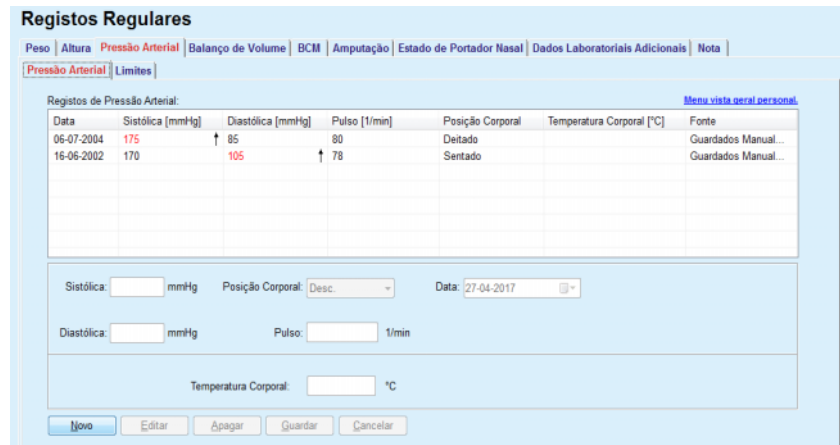 Registos Regulares
Peso Altura Pressão Arterial Balanço de Volume BCM Amputação Estado de Portador Nasal Dados Laboratoriais Adicionais Nota
Pressão Arterial Limites
Registos de Pressão Arterial: Menu vista geral personal.
Data Sistólica [mmHg] Diastólica [mmHg] Pulso [1/min] Posição Corporal Temperatura Corporal [°C] Fonte
06-07-2004 175 ↑ 85 80 Deitado Guardados Manual...
16-06-2002 170 105 ↑ 78 Sentado Guardados Manual...
Sistólica: mmHg Posição Corporal: Desc. Data: 27-04-2017
Diastólica: mmHg Pulso: 1/min
Temperatura Corporal: °C
Novo Editar Apagar Guardar Cancelar